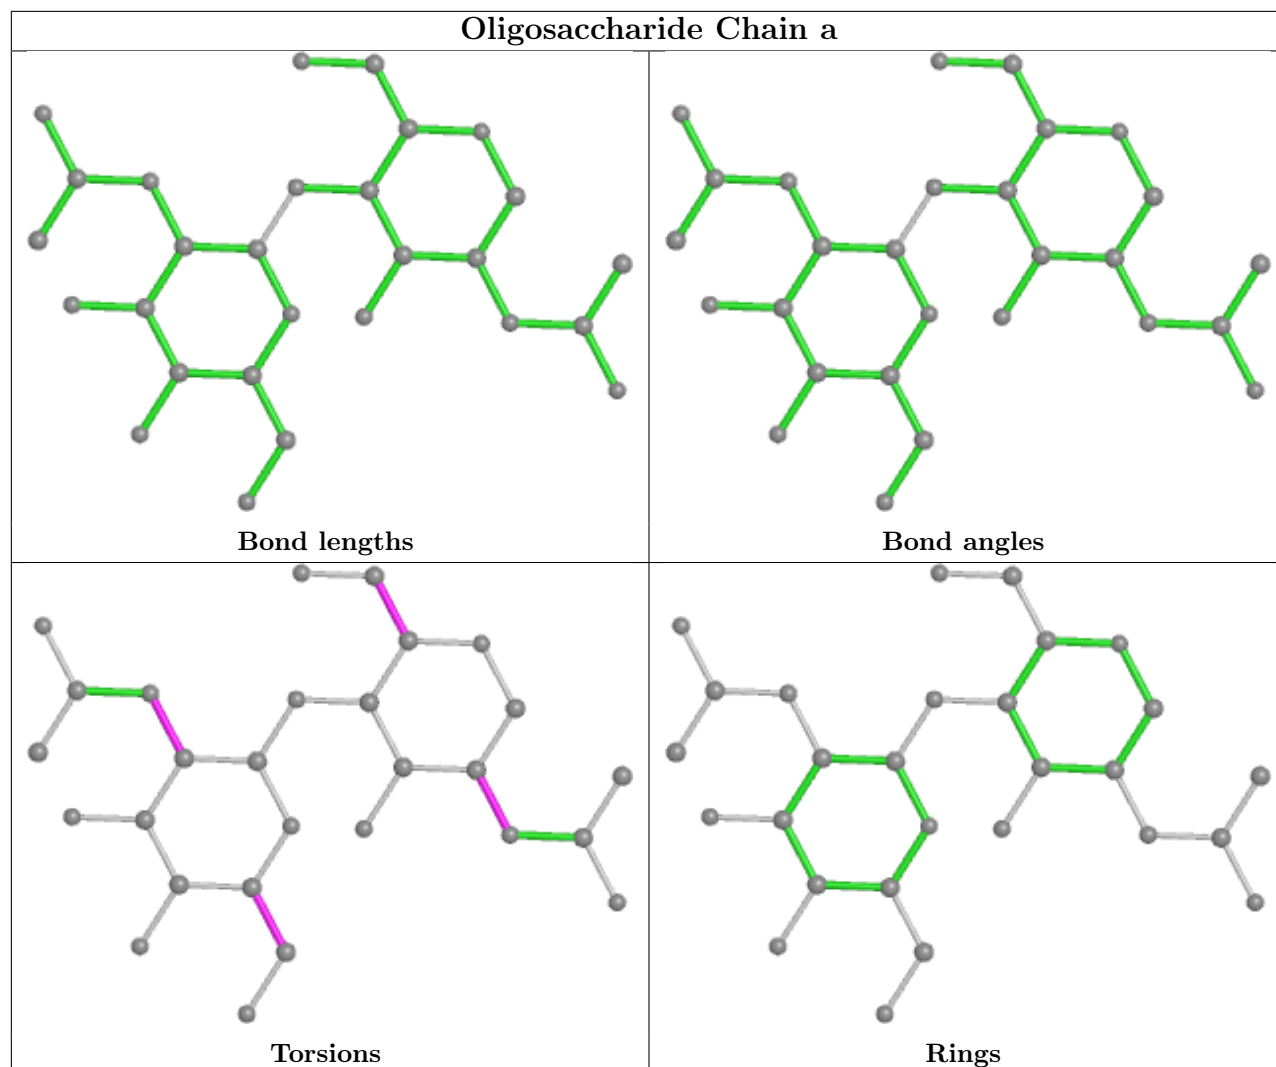 Oligosaccharide Chain a
Bond lengths
Bond angles
Torsions
Rings